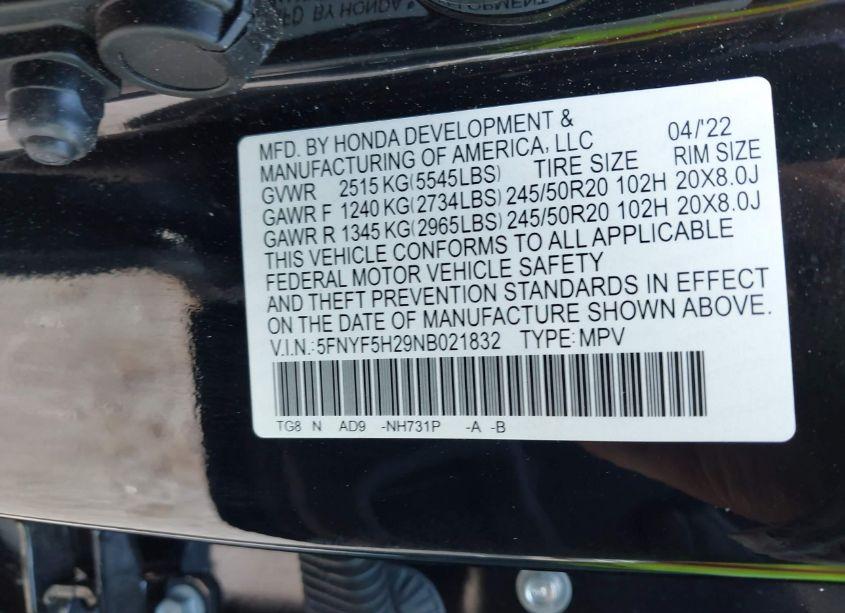 MFD. BY HONDA DEVELOPMENT & 04/'22
MANUFACTURING OF AMERICA, LLC
GVWR 2515 KG(5545LBS) TIRE SIZE RIM SIZE
GAWR F 1240 KG(2734LBS) 245/50R20 102H 20X8.0J
GAWR R 1345 KG(2965LBS) 245/50R20 102H 20X8.0J
THIS VEHICLE CONFORMS TO ALL APPLICABLE
FEDERAL MOTOR VEHICLE SAFETY
AND THEFT PREVENTION STANDARDS IN EFFECT
ON THE DATE OF MANUFACTURE SHOWN ABOVE.
V.I.N.:5FNYF5H29NB021832 TYPE: MPV
TG8 N AD9 -NH731P -A -B